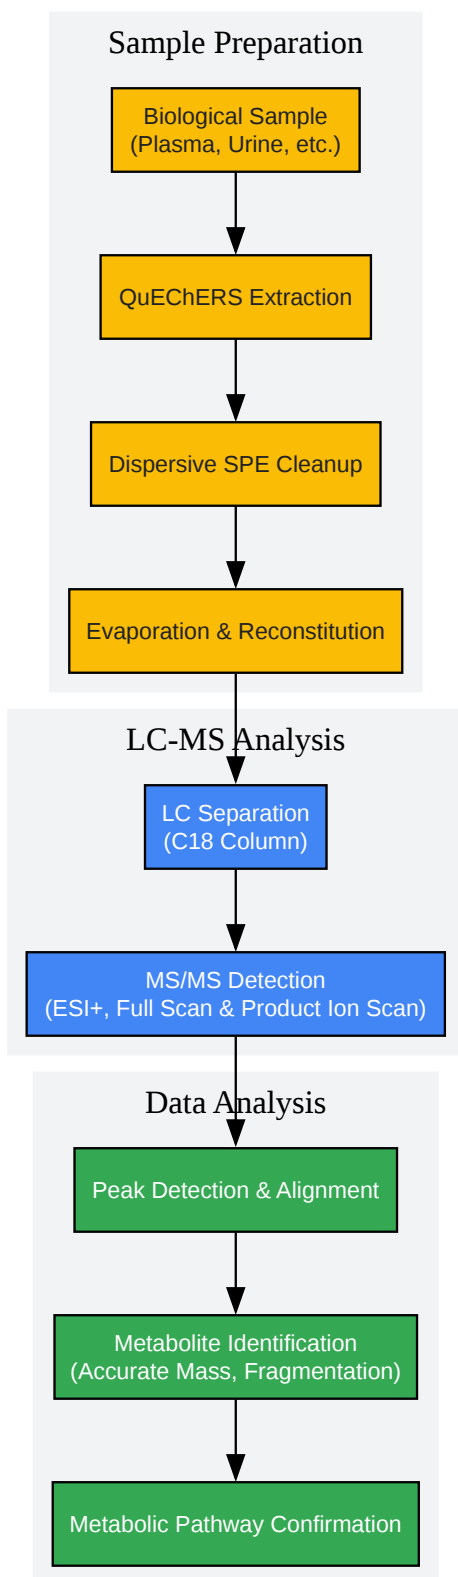 Sample Preparation
Biological Sample
(Plasma, Urine, etc.)
QuEChERS Extraction
Dispersive SPE Cleanup
Evaporation & Reconstitution
LC-MS Analysis
LC Separation
(C18 Column)
MS/MS Detection
(ESI+, Full Scan & Product Ion Scan)
Data Analysis
Peak Detection & Alignment
Metabolite Identification
(Accurate Mass, Fragmentation)
Metabolic Pathway Confirmation